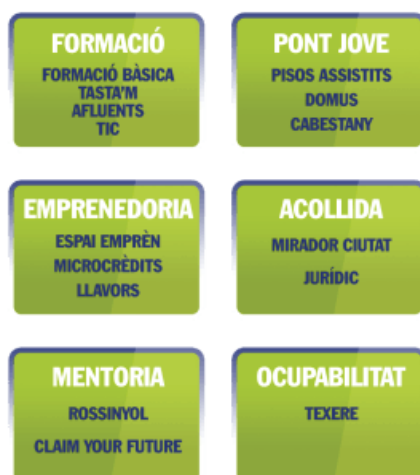 FORMACIÓ
FORMACIÓ BÀSICA
TASTA'M
AFLUENTS
TIC
PONT JOVE
PISOS ASSISTITS
DOMUS
CABESTANY
EMPRENEDORIA
ESPAI EMPRÈN
MICROCRÈDITS
LLAVORS
ACOLLIDA
MIRADOR CIUTAT
JURÍDIC
MENTORIA
ROSSINYOL
CLAIM YOUR FUTURE
OCUPABILITAT
TEXERE